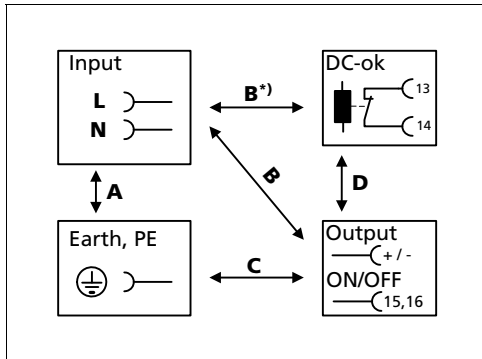 Input
L
N
B*)
DC-ok
13
14
A
B
D
Earth, PE
C
Output
+ / -
ON/OFF
15,16